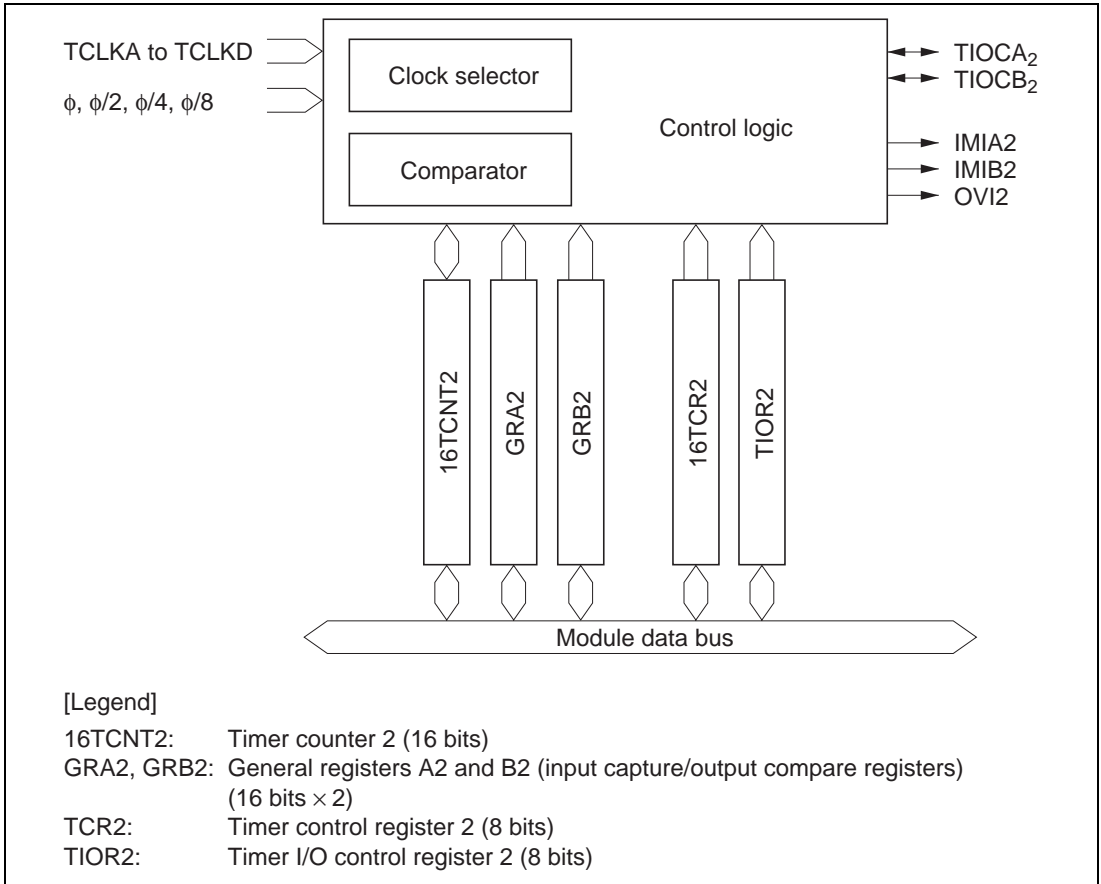 TCLKA to TCLKD
ϕ, ϕ/2, ϕ/4, ϕ/8
Clock selector
Comparator
Control logic
TIOCA2
TIOCB2
IMIA2
IMIB2
OVI2
16TCNT2
GRA2
GRB2
16TCR2
TIOR2
Module data bus
[Legend]
16TCNT2: Timer counter 2 (16 bits)
GRA2, GRB2: General registers A2 and B2 (input capture/output compare registers)
(16 bits × 2)
TCR2: Timer control register 2 (8 bits)
TIOR2: Timer I/O control register 2 (8 bits)